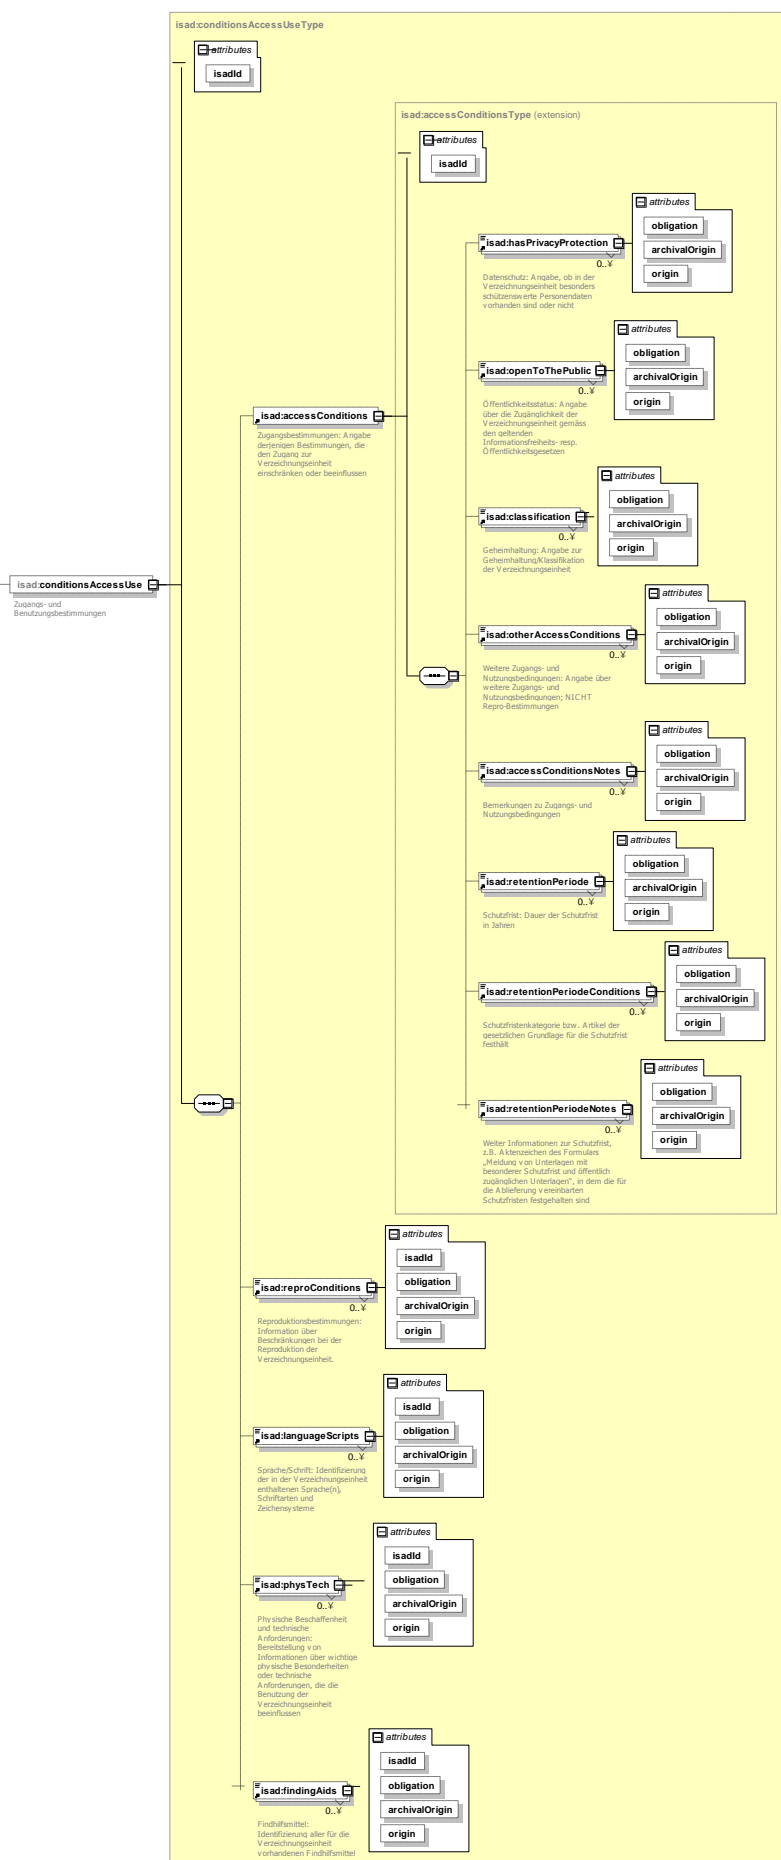 isad:conditionsAccessUseType
attributes
isadId
isad:accessConditionsType (extension)
attributes
isadId
attributes
obligation
isad:hasPrivacyProtection
archivalOrigin
0..¥
origin
Datenschutz: Angabe, ob in der
Verzeichnungseinheit besonders
schützenswerte Personendaten
vorhanden sind oder nicht
attributes
obligation
isad:openToThePublic
archivalOrigin
0..¥
origin
Öffentlichkeitsstatus: Angabe
über die Zugänglichkeit der
Verzeichnungseinheit gemäss
den geltenden
Informationsfreiheits- resp.
Öffentlichkeitsgesetzen
isad:accessConditions
Zugangsbestimmungen: Angabe
derjenigen Bestimmungen, die
den Zugang zur
Verzeichnungseinheit
einschränken oder beeinflussen
attributes
obligation
isad:classification
archivalOrigin
0..¥
origin
Geheimhaltung: Angabe zur
Geheimhaltung/Klassifikation
der Verzeichnungseinheit
isad:conditionsAccessUse
Zugangs- und
Benutzungsbestimmungen
attributes
obligation
isad:otherAccessConditions
archivalOrigin
0..¥
origin
Weitere Zugangs- und
Nutzungsbedingungen: Angabe über
weitere Zugangs- und
Nutzungsbedingungen; NICHT
Repro-Bestimmungen
attributes
obligation
isad:accessConditionsNotes
archivalOrigin
0..¥
origin
Bemerkungen zu Zugangs- und
Nutzungsbedingungen
attributes
obligation
isad:retentionPeriode
archivalOrigin
0..¥
origin
Schutzfrist: Dauer der Schutzfrist
in Jahren
attributes
obligation
isad:retentionPeriodeConditions
archivalOrigin
0..¥
origin
Schutzfristenkategorie bzw. Artikel der
gesetzlichen Grundlage für die Schutzfrist
festhält
attributes
obligation
isad:retentionPeriodeNotes
archivalOrigin
0..¥
origin
Weiter Informationen zur Schutzfrist,
z.B. Aktenzeichen des Formulars
„Meldung von Unterlagen mit
besonderer Schutzfrist und öffentlich
zugänglichen Unterlagen“, in dem die für
die Ablieferung vereinbarten
Schutzfristen festgehalten sind
attributes
isadId
isad:reproConditions
obligation
0..¥
archivalOrigin
origin
Reproduktionsbestimmungen:
Information über
Beschränkungen bei der
Reproduktion der
Verzeichnungseinheit.
attributes
isadId
isad:languageScripts
obligation
0..¥
archivalOrigin
origin
Sprache/Schrift: Identifizierung
der in der Verzeichnungseinheit
enthaltenen Sprache(n),
Schriftarten und
Zeichensysteme
attributes
isadId
isad:physTech
obligation
0..¥
archivalOrigin
origin
Physische Beschaffenheit
und technische
Anforderungen:
Bereitstellung von
Informationen über wichtige
physische Besonderheiten
oder technische
Anforderungen, die die
Benutzung der
Verzeichnungseinheit
beeinflussen
attributes
isadId
isad:findingAids
obligation
0..¥
archivalOrigin
origin
Findhilfsmittel:
Identifizierung aller für die
Verzeichnungseinheit
vorhandenen Findhilfsmittel